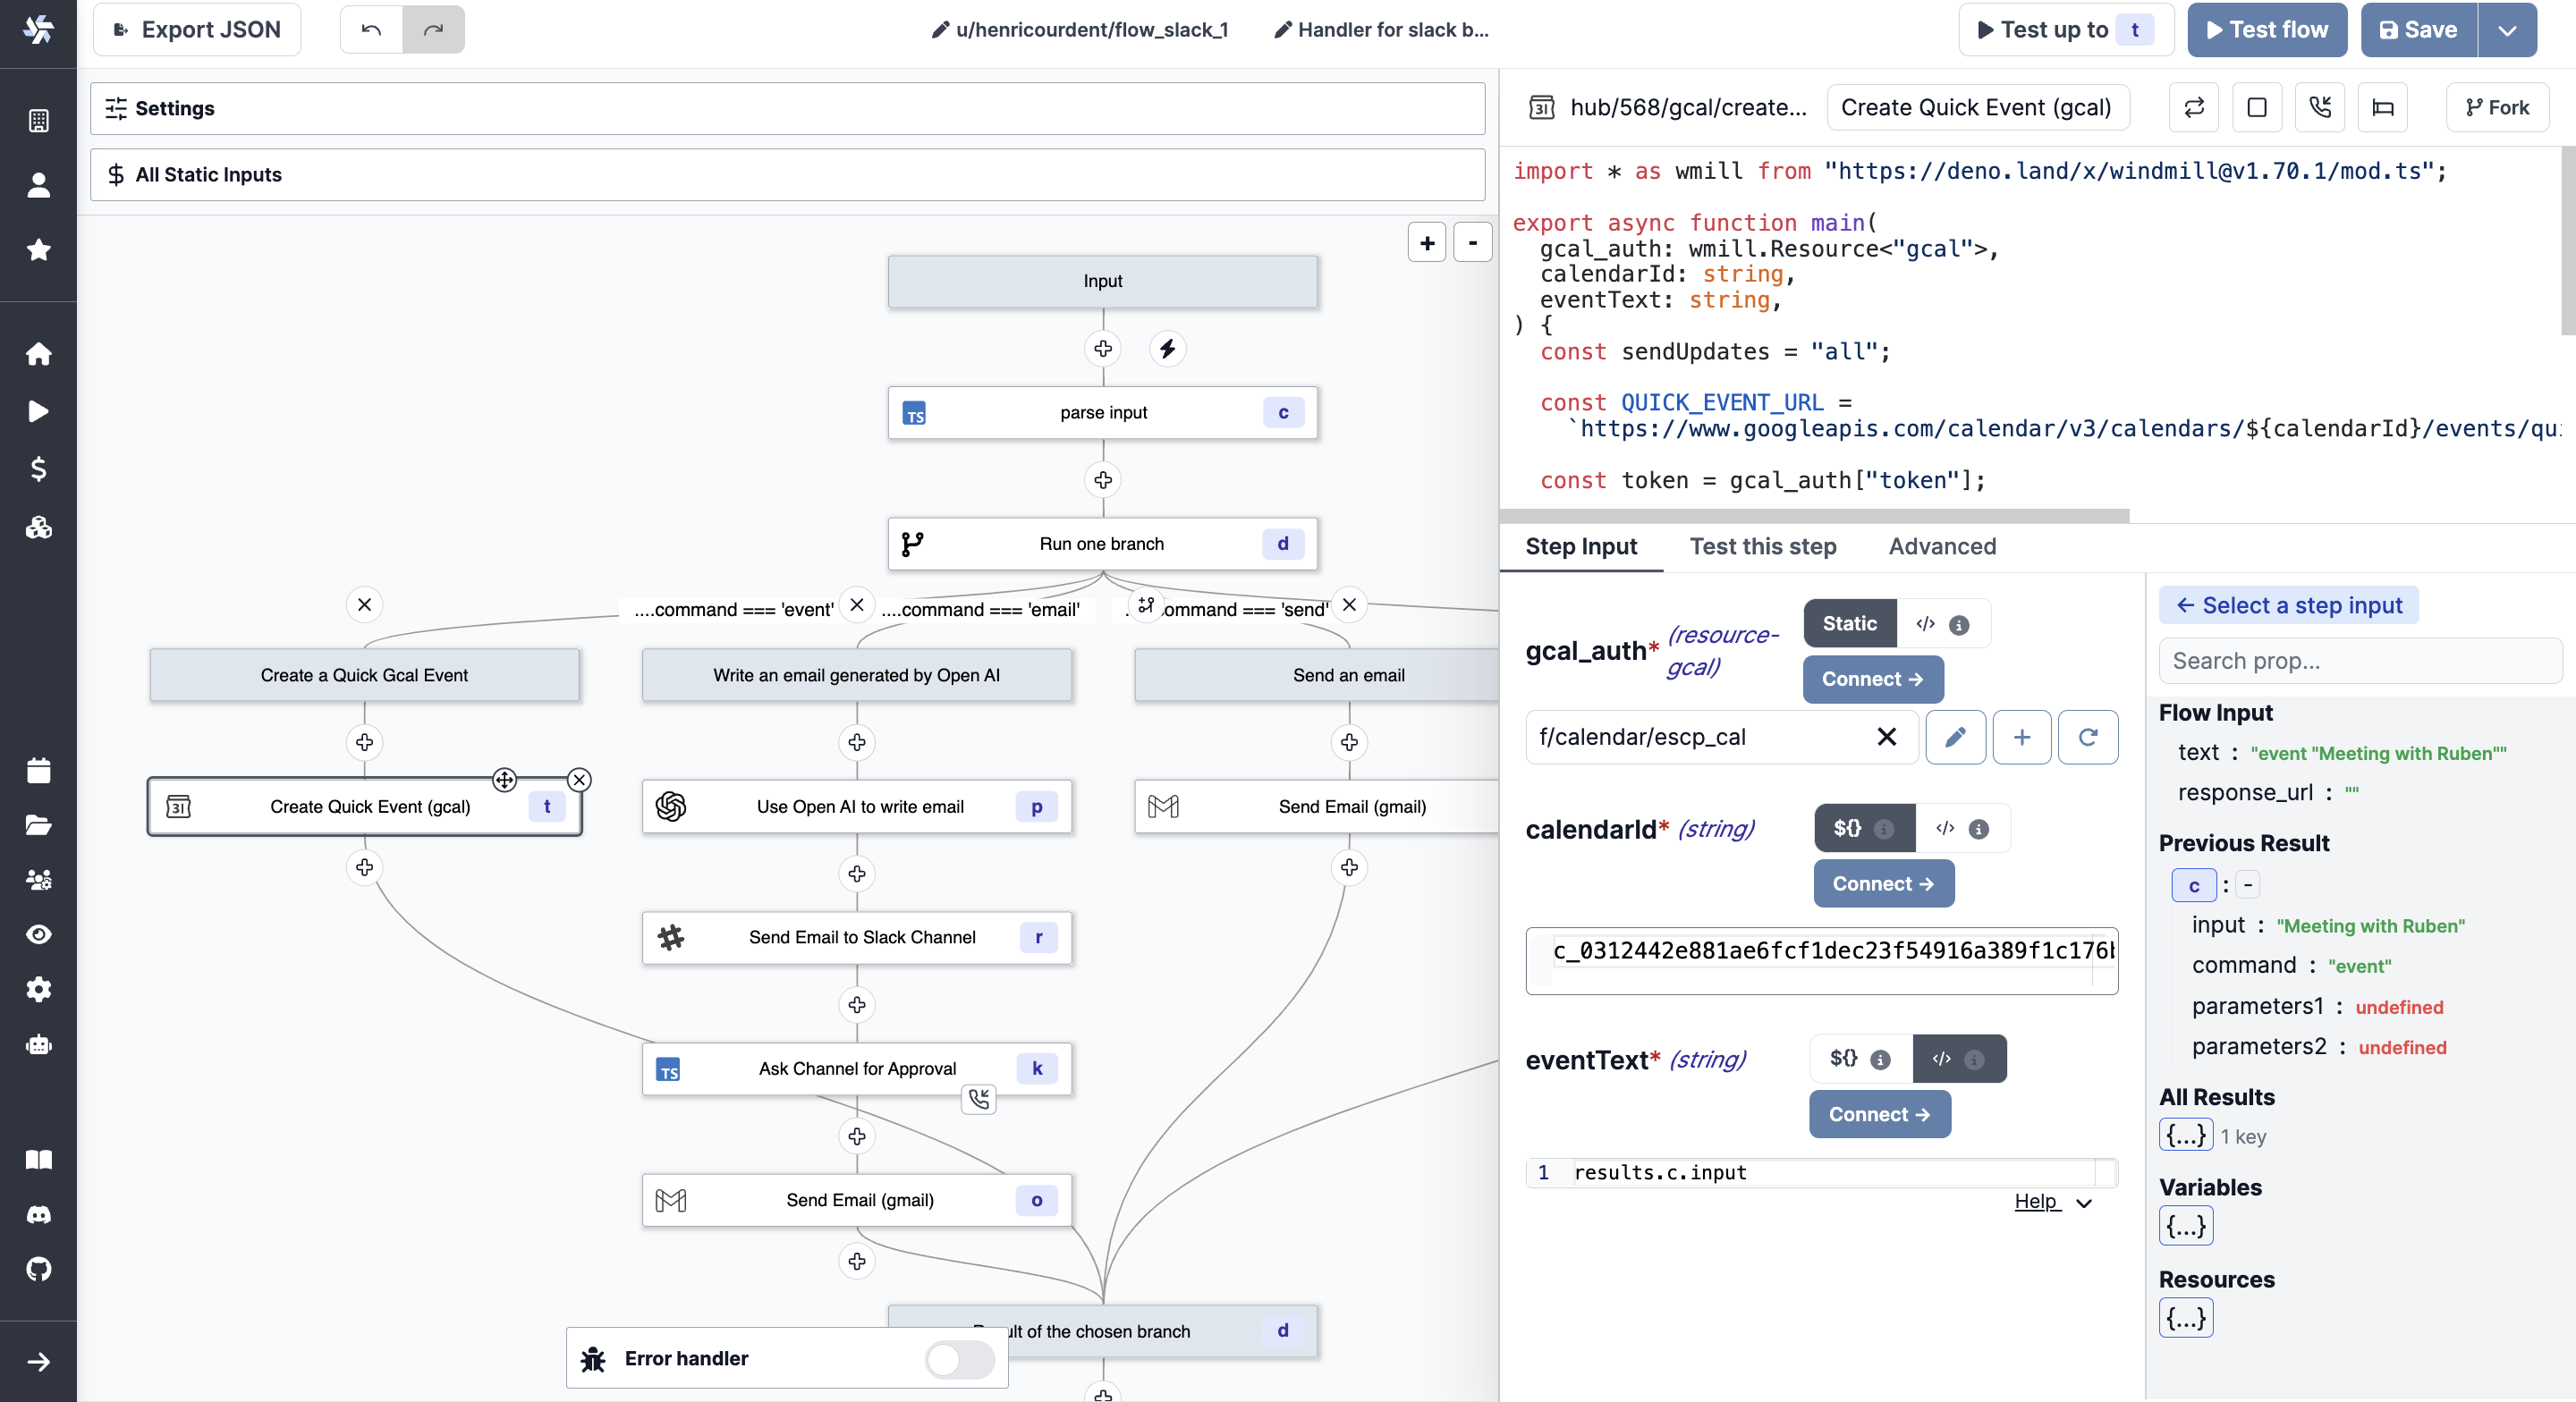 Export JSON
u/henricourdent/flow_slack_1
Handler for slack b...
Test up to t
Test flow
Save
Settings
All Static Inputs
+ -
Input
TS parse input c
Run one branch d
....command === 'event'
....command === 'email'
ommand === 'send'
Create a Quick Gcal Event
Write an email generated by Open AI
Send an email
31 Create Quick Event (gcal) t
Use Open AI to write email p
Send Email (gmail)
Send Email to Slack Channel r
TS Ask Channel for Approval k
Send Email (gmail) o
ult of the chosen branch d
Error handler
31 hub/568/gcal/create...
Create Quick Event (gcal)
Fork
import * as wmill from "https://deno.land/x/windmill@v1.70.1/mod.ts";
export async function main(
gcal_auth: wmill.Resource<"gcal">,
calendarId: string,
eventText: string,
) {
const sendUpdates = "all";
const QUICK_EVENT_URL =
`https://www.googleapis.com/calendar/v3/calendars/${calendarId}/events/qu
const token = gcal_auth["token"];
Step Input
Test this step
Advanced
gcal_auth* (resource-
gcal)
Static </> i
Connect →
f/calendar/escp_cal
calendarId* (string)
${} i </> i
Connect →
c_0312442e881ae6fcf1dec23f54916a389f1c176
eventText* (string)
${} i </> i
Connect →
1 results.c.input
Help
← Select a step input
Search prop...
Flow Input
text : "event "Meeting with Ruben""
response_url : ""
Previous Result
c : -
input : "Meeting with Ruben"
command : "event"
parameters1 : undefined
parameters2 : undefined
All Results
{...} 1 key
Variables
{...}
Resources
{...}